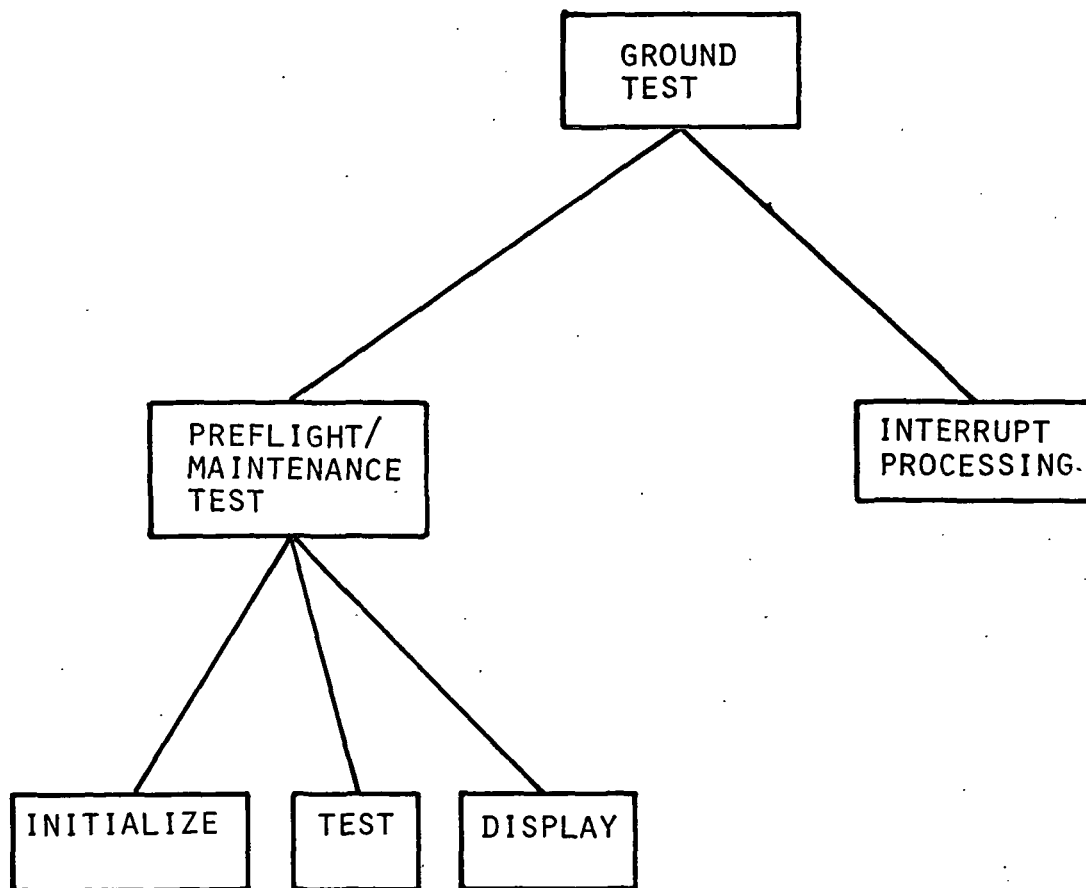 GROUND
TEST
PREFLIGHT/
MAINTENANCE
TEST
INTERRUPT
PROCESSING
INITIALIZE
TEST
DISPLAY